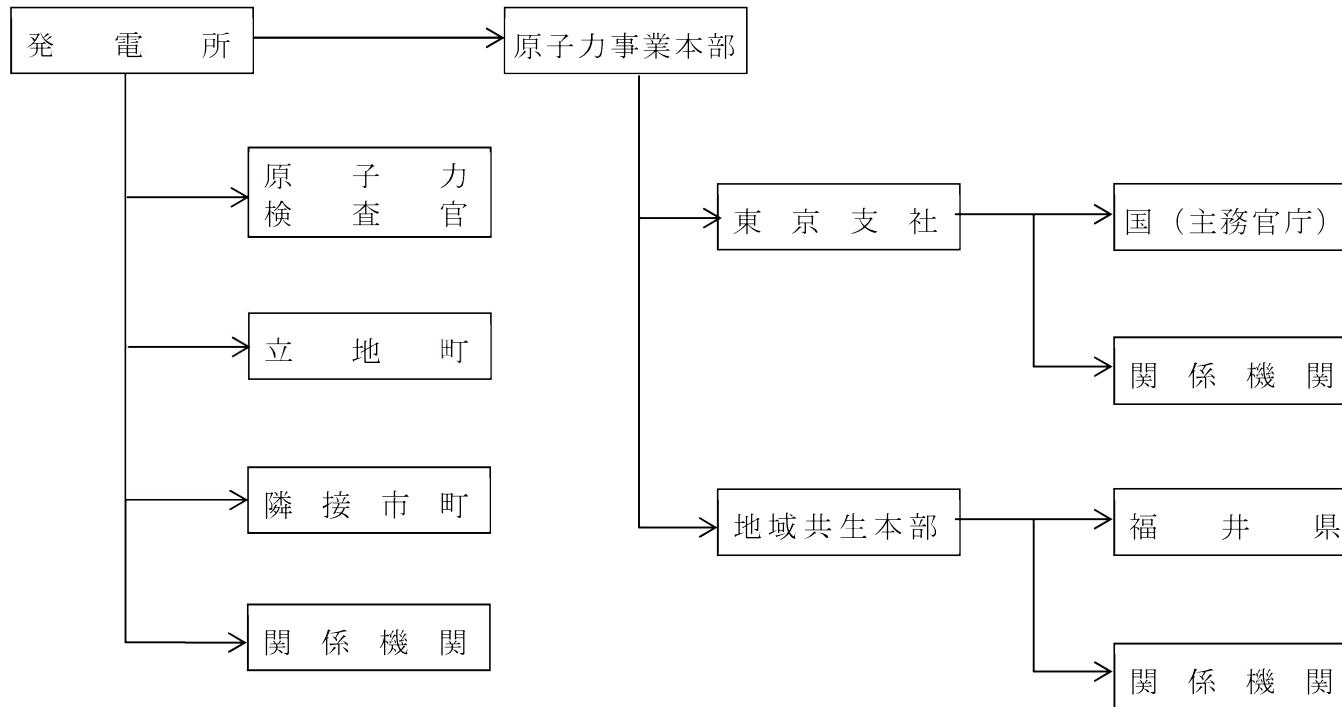 発電所
原子力事業本部
原子力
検査官
東京支社
国（主務官庁）
立地町
関係機関
隣接市町
地域共生本部
福井県
関係機関
関係機関